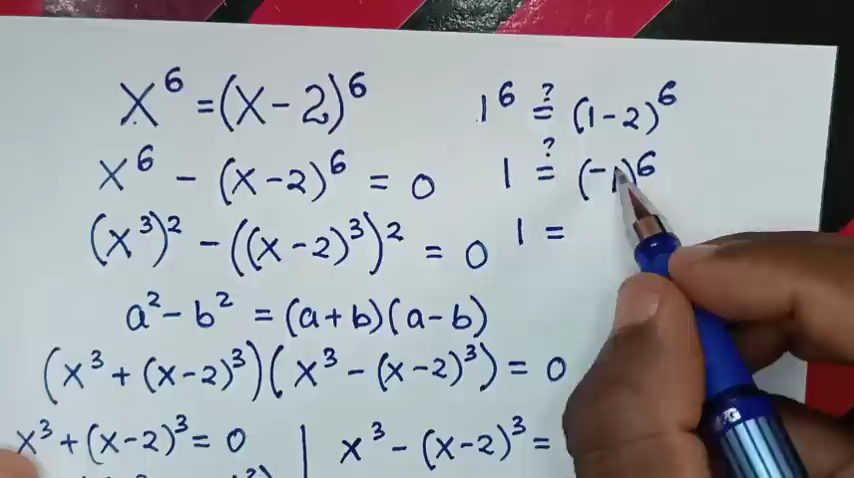 x⁶ = (x - 2)⁶
x⁶ - (x - 2)⁶ = 0
(x³)² - ((x - 2)³)² = 0
a² - b² = (a + b)(a - b)
(x³ + (x - 2)³)(x³ - (x - 2)³) = 0
x³ + (x - 2)³ = 0 | x³ - (x - 2)³ =
1⁶ ≟ (1 - 2)⁶
1 ≟ (-1)⁶
1 =